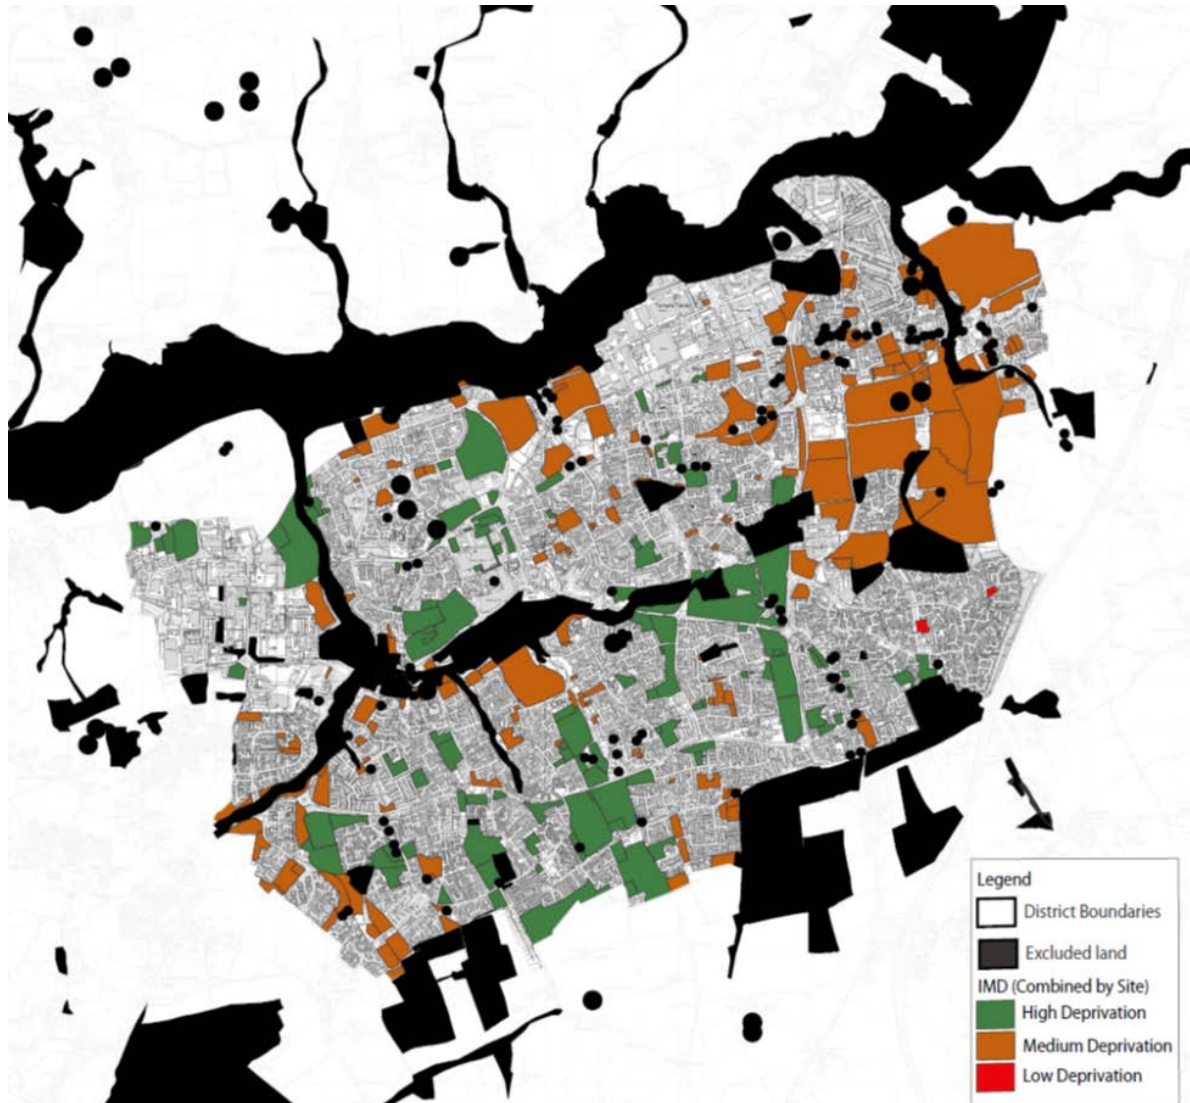 Legend
District Boundaries
Excluded land
IMD (Combined by Site)
High Deprivation
Medium Deprivation
Low Deprivation